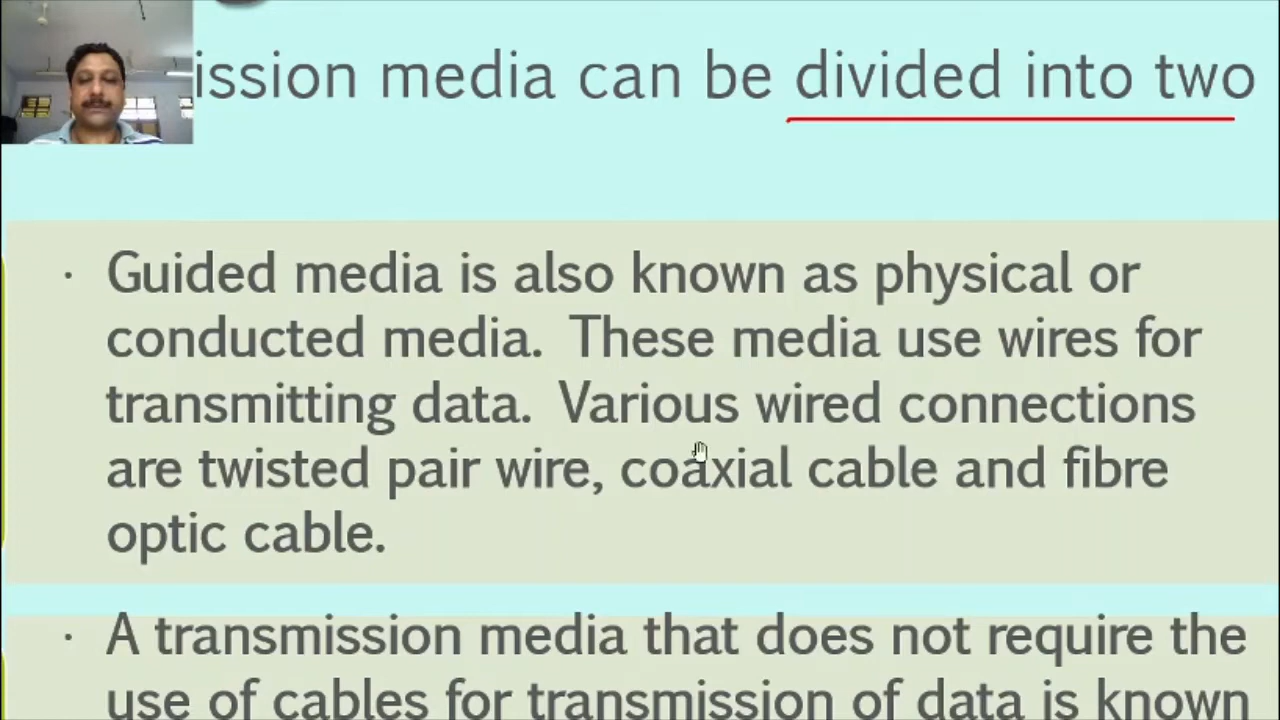 ission media can be divided into two
· Guided media is also known as physical or
conducted media. These media use wires for
transmitting data. Various wired connections
are twisted pair wire, coaxial cable and fibre
optic cable.
· A transmission media that does not require the
use of cables for transmission of data is known